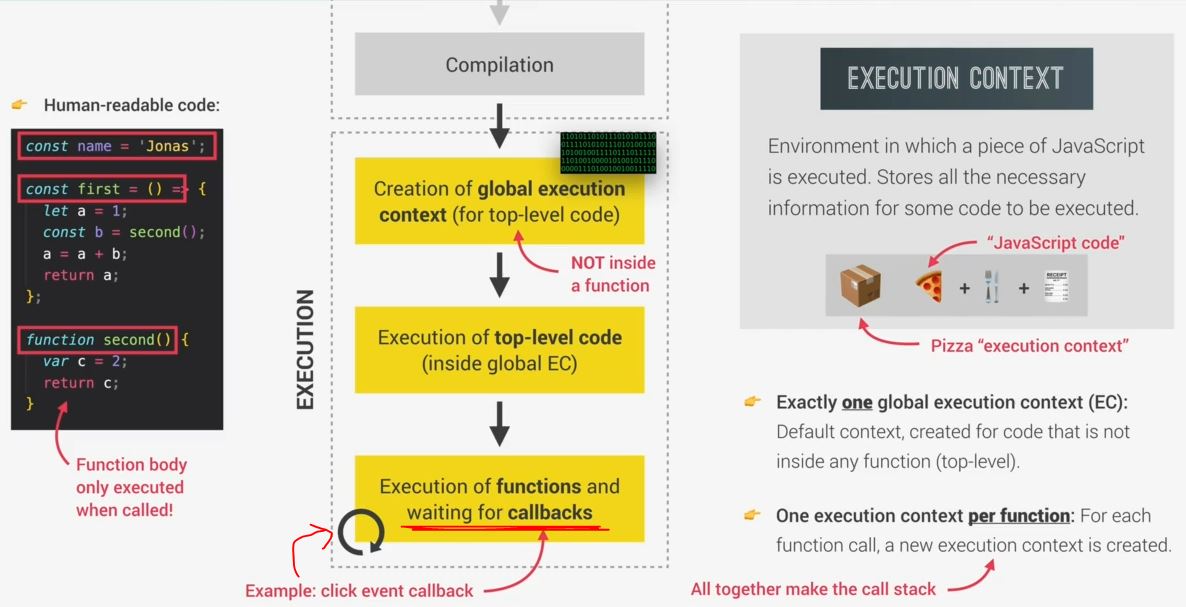 Compilation
👉 Human-readable code:
const name = 'Jonas';
const first = () => {
let a = 1;
const b = second();
a = a + b;
return a;
};
function second() {
var c = 2;
return c;
}
Function body
only executed
when called!
EXECUTION
Creation of global execution
context (for top-level code)
NOT inside
a function
Execution of top-level code
(inside global EC)
Execution of functions and
waiting for callbacks
Example: click event callback
EXECUTION CONTEXT
Environment in which a piece of JavaScript
is executed. Stores all the necessary
information for some code to be executed.
“JavaScript code”
+ +
RECEIPT
Pizza “execution context”
👉 Exactly one global execution context (EC):
Default context, created for code that is not
inside any function (top-level).
👉 One execution context per function: For each
function call, a new execution context is created.
All together make the call stack